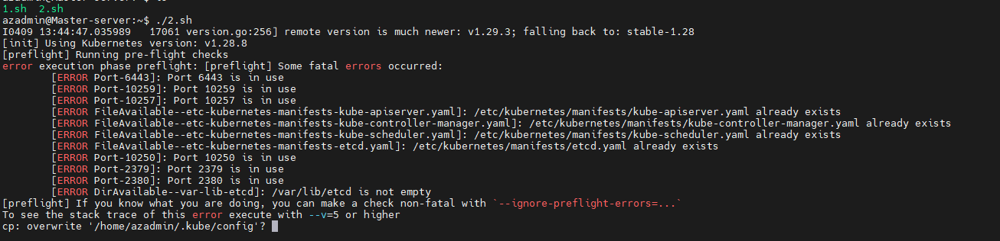 1.sh 2.sh
azadmin@Master-server:~$ ./2.sh
I0409 13:44:47.035989   17061 version.go:256] remote version is much newer: v1.29.3; falling back to: stable-1.28
[init] Using Kubernetes version: v1.28.8
[preflight] Running pre-flight checks
error execution phase preflight: [preflight] Some fatal errors occurred:
        [ERROR Port-6443]: Port 6443 is in use
        [ERROR Port-10259]: Port 10259 is in use
        [ERROR Port-10257]: Port 10257 is in use
        [ERROR FileAvailable--etc-kubernetes-manifests-kube-apiserver.yaml]: /etc/kubernetes/manifests/kube-apiserver.yaml already exists
        [ERROR FileAvailable--etc-kubernetes-manifests-kube-controller-manager.yaml]: /etc/kubernetes/manifests/kube-controller-manager.yaml already exists
        [ERROR FileAvailable--etc-kubernetes-manifests-kube-scheduler.yaml]: /etc/kubernetes/manifests/kube-scheduler.yaml already exists
        [ERROR FileAvailable--etc-kubernetes-manifests-etcd.yaml]: /etc/kubernetes/manifests/etcd.yaml already exists
        [ERROR Port-10250]: Port 10250 is in use
        [ERROR Port-2379]: Port 2379 is in use
        [ERROR Port-2380]: Port 2380 is in use
        [ERROR DirAvailable--var-lib-etcd]: /var/lib/etcd is not empty
[preflight] If you know what you are doing, you can make a check non-fatal with `--ignore-preflight-errors=...`
To see the stack trace of this error execute with --v=5 or higher
cp: overwrite '/home/azadmin/.kube/config'?